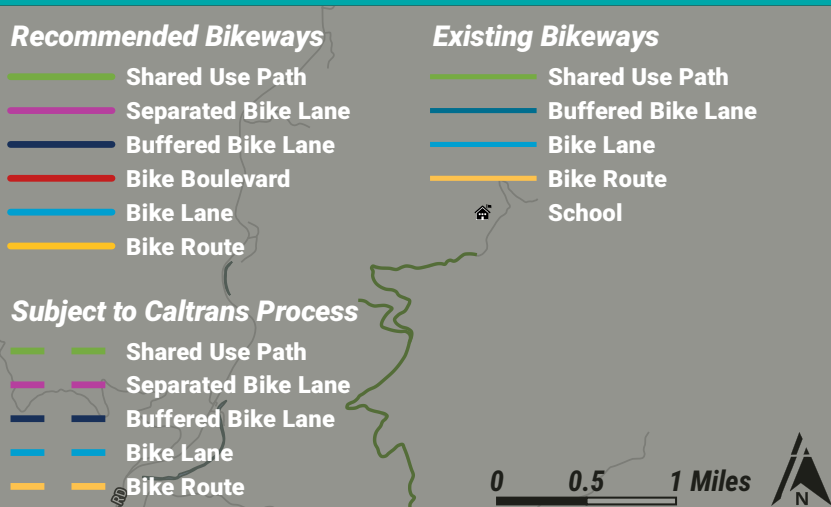 Recommended Bikeways
Shared Use Path
Separated Bike Lane
Buffered Bike Lane
Bike Boulevard
Bike Lane
Bike Route
Existing Bikeways
Shared Use Path
Buffered Bike Lane
Bike Lane
Bike Route
School
Subject to Caltrans Process
Shared Use Path
Separated Bike Lane
Buffered Bike Lane
Bike Lane
Bike Route
RD
0 0.5 1 Miles
N